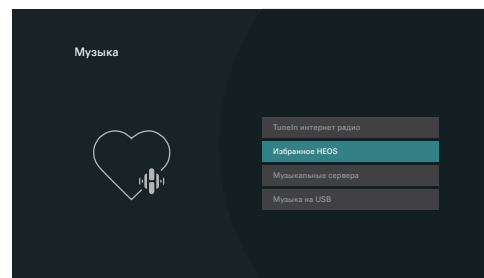 Музыка
TuneIn интернет радио
Избранное HEOS
Музыкальные сервера
Музыка на USB